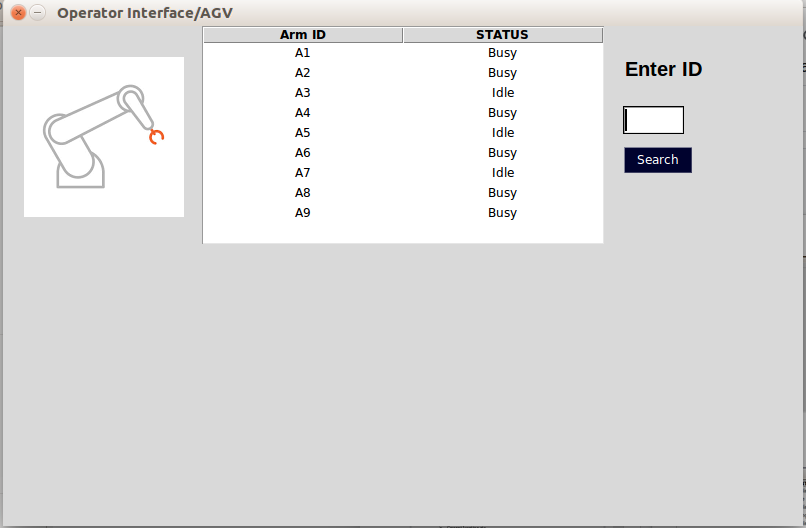 Operator Interface/AGV
Arm ID STATUS
A1 Busy
A2 Busy
A3 Idle
A4 Busy
A5 Idle
A6 Busy
A7 Idle
A8 Busy
A9 Busy
Enter ID
Search